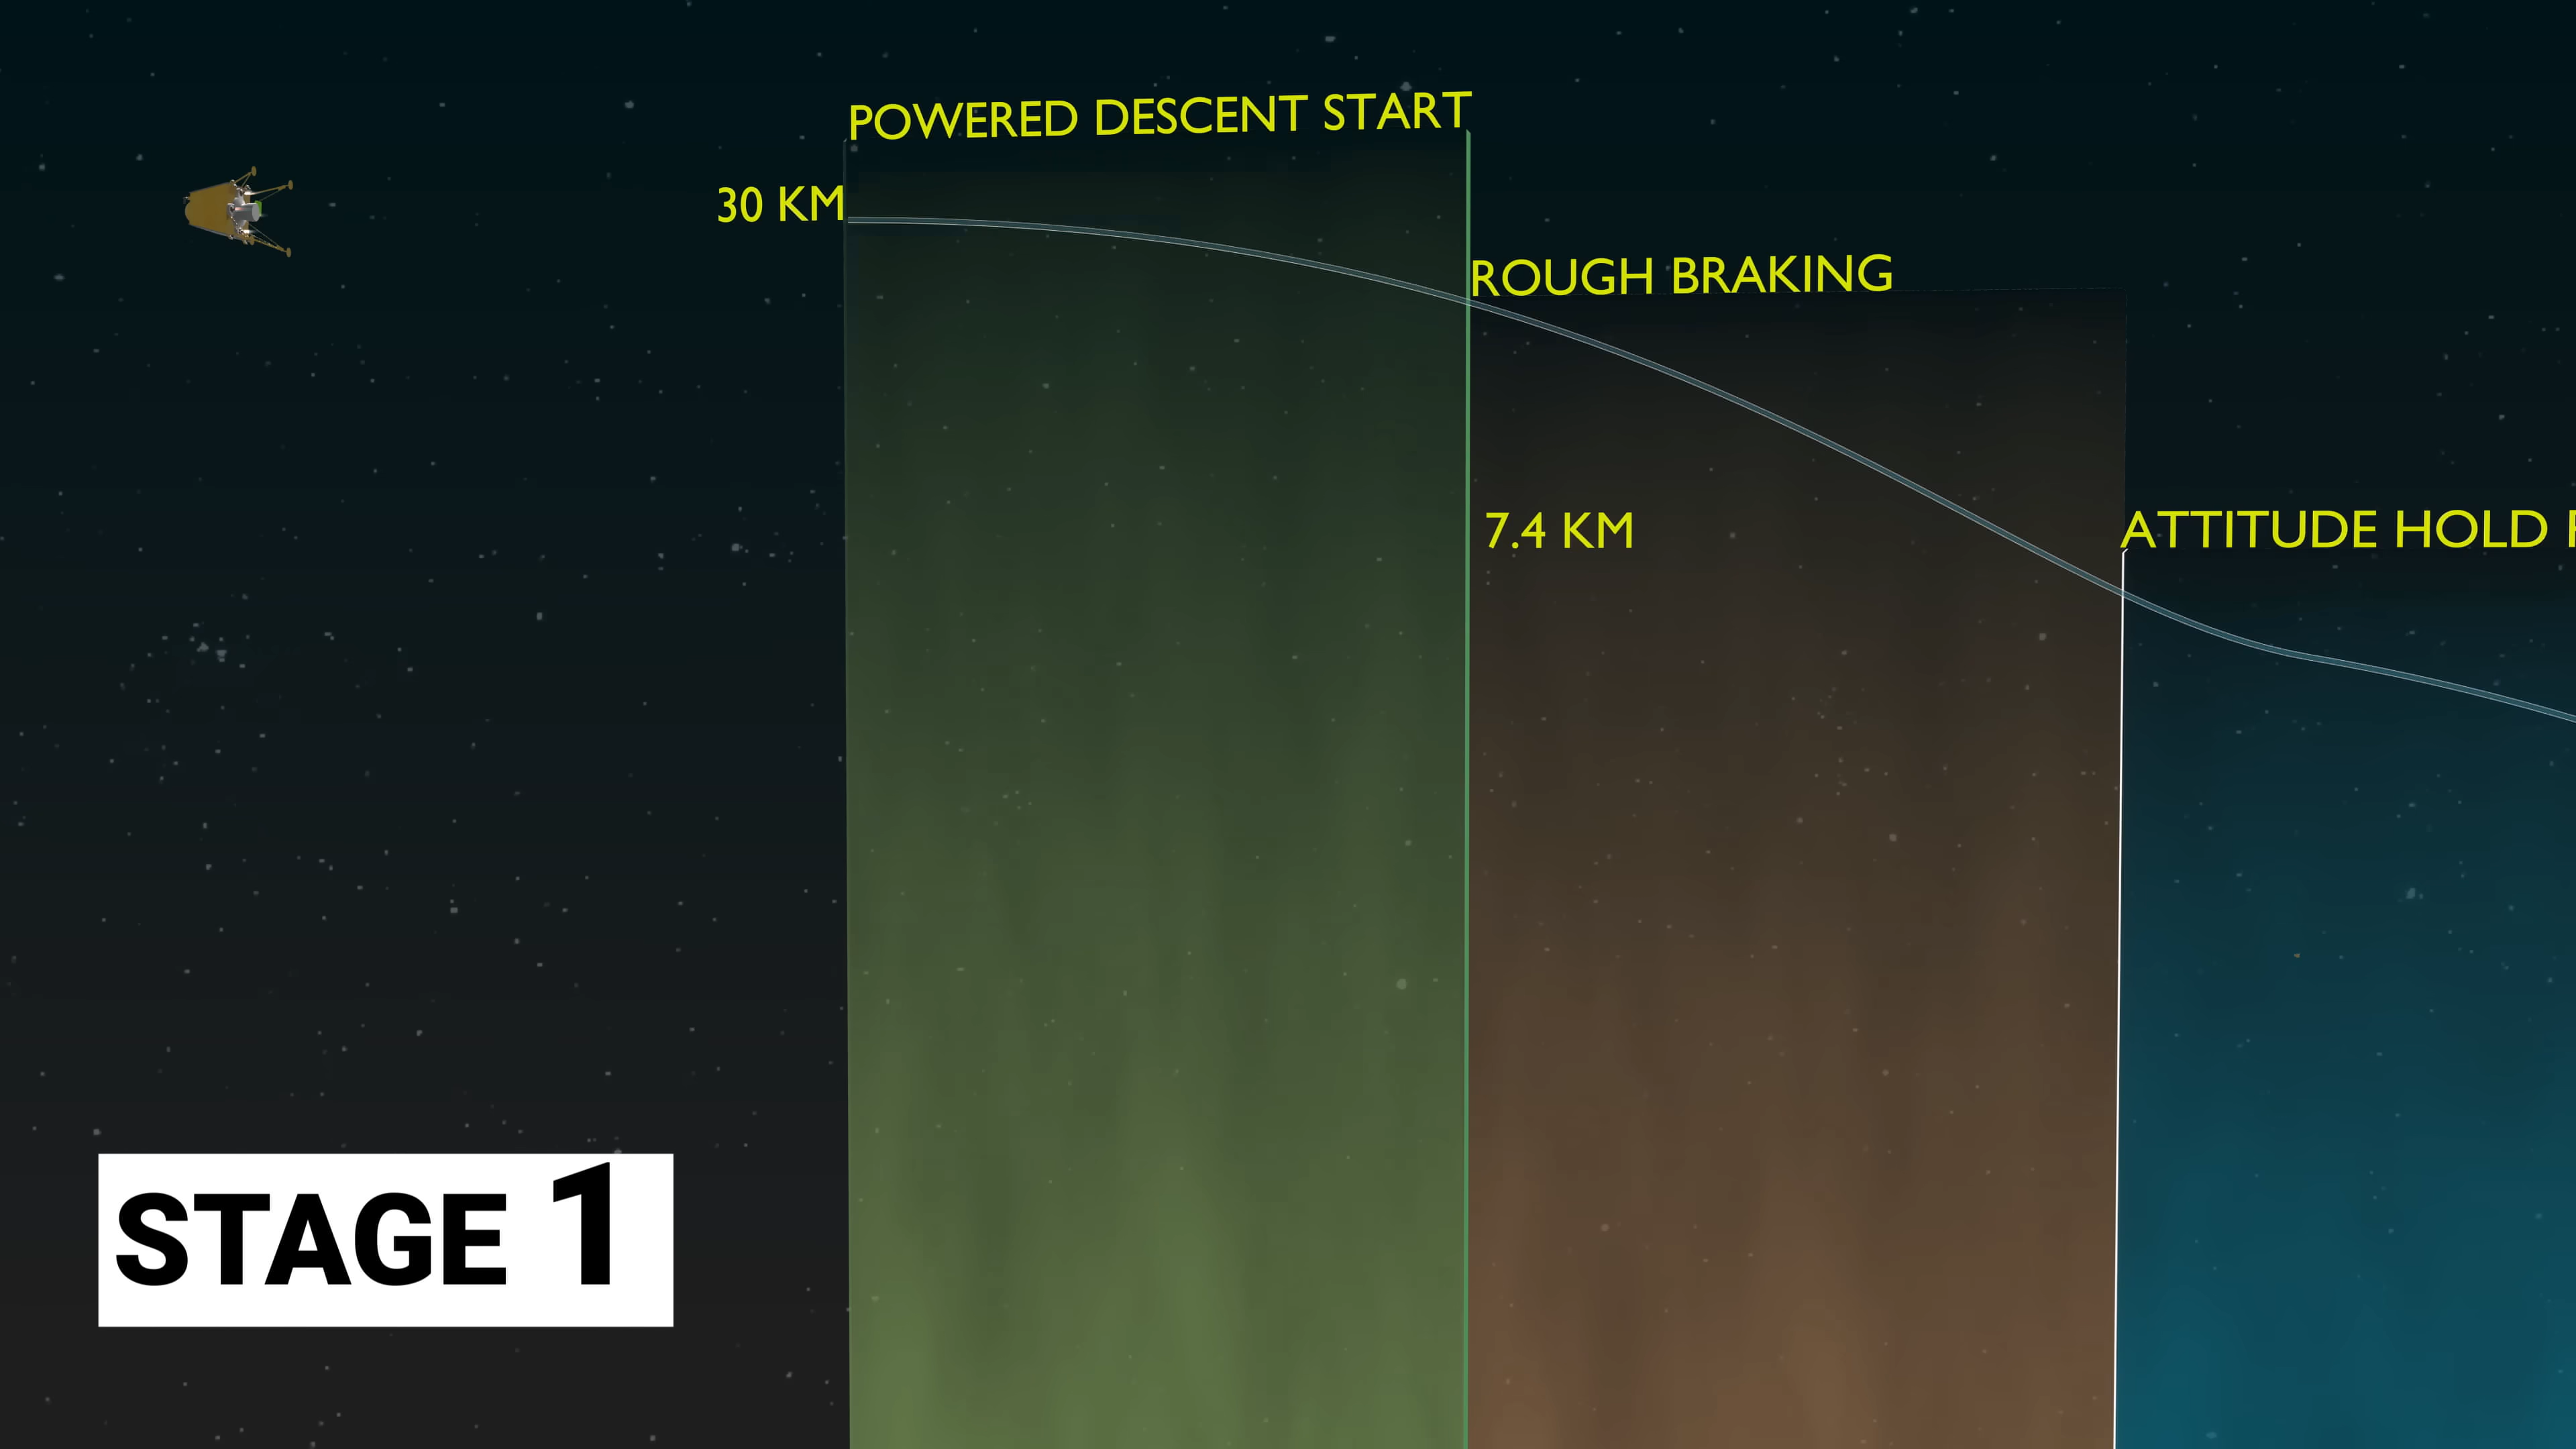 POWERED DESCENT START
30 KM
ROUGH BRAKING
7.4 KM
ATTITUDE HOLD
STAGE 1